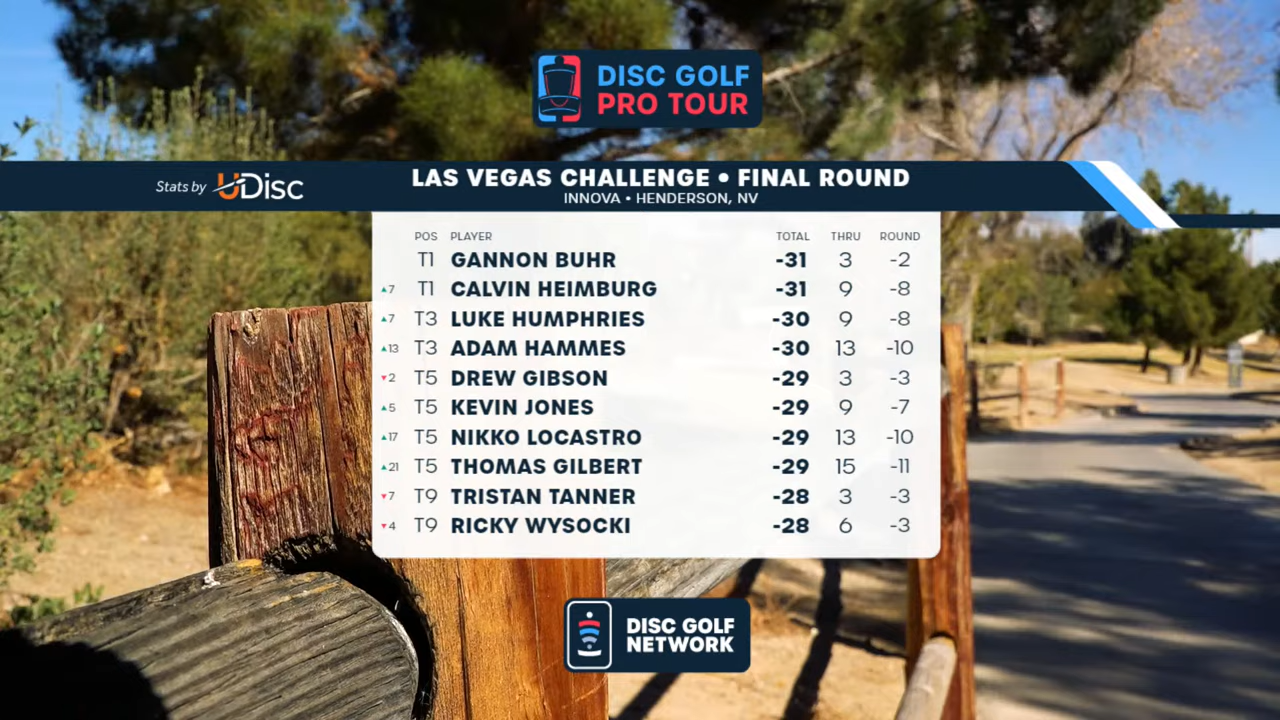 DISC GOLF
PRO TOUR
Stats by UDisc
LAS VEGAS CHALLENGE • FINAL ROUND
INNOVA • HENDERSON, NV
POS PLAYER TOTAL THRU ROUND
T1 GANNON BUHR -31 3 -2
▲7 T1 CALVIN HEIMBURG -31 9 -8
▲7 T3 LUKE HUMPHRIES -30 9 -8
▲13 T3 ADAM HAMMES -30 13 -10
▼2 T5 DREW GIBSON -29 3 -3
▲5 T5 KEVIN JONES -29 9 -7
▲17 T5 NIKKO LOCASTRO -29 13 -10
▲21 T5 THOMAS GILBERT -29 15 -11
▼7 T9 TRISTAN TANNER -28 3 -3
▼4 T9 RICKY WYSOCKI -28 6 -3
DISC GOLF
NETWORK